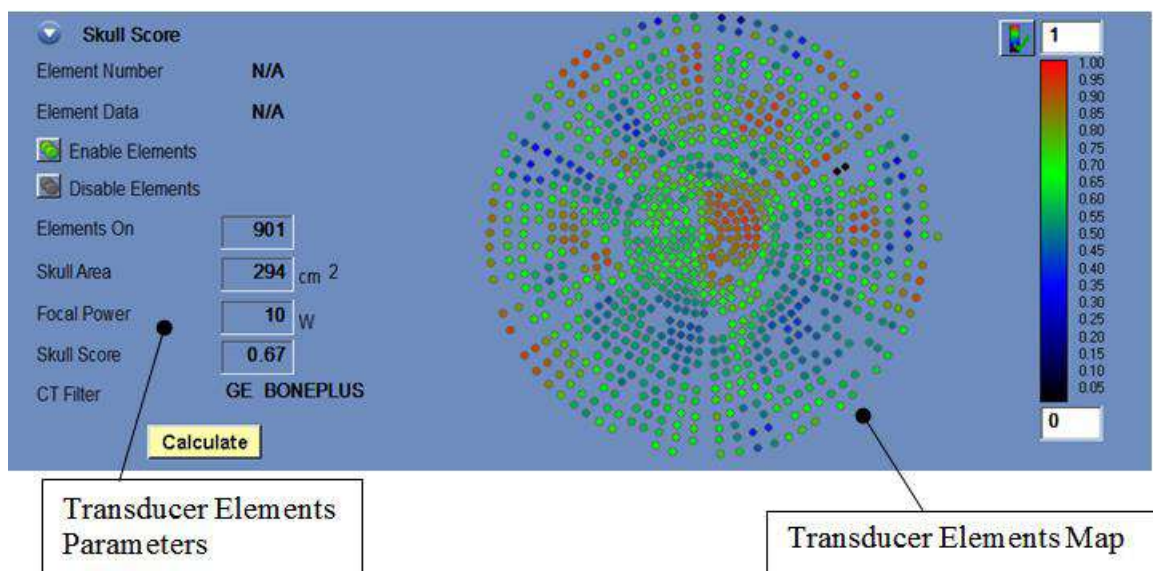 Skull Score
Element Number N/A
Element Data N/A
Enable Elements
Disable Elements
Elements On 901
Skull Area 294 cm 2
Focal Power 10 W
Skull Score 0.67
CT Filter GE BONEPLUS
Calculate
1
1.00
0.95
0.90
0.85
0.80
0.75
0.70
0.65
0.60
0.55
0.50
0.45
0.40
0.35
0.30
0.25
0.20
0.15
0.10
0.05
0
Transducer Elements
Parameters
Transducer Elements Map